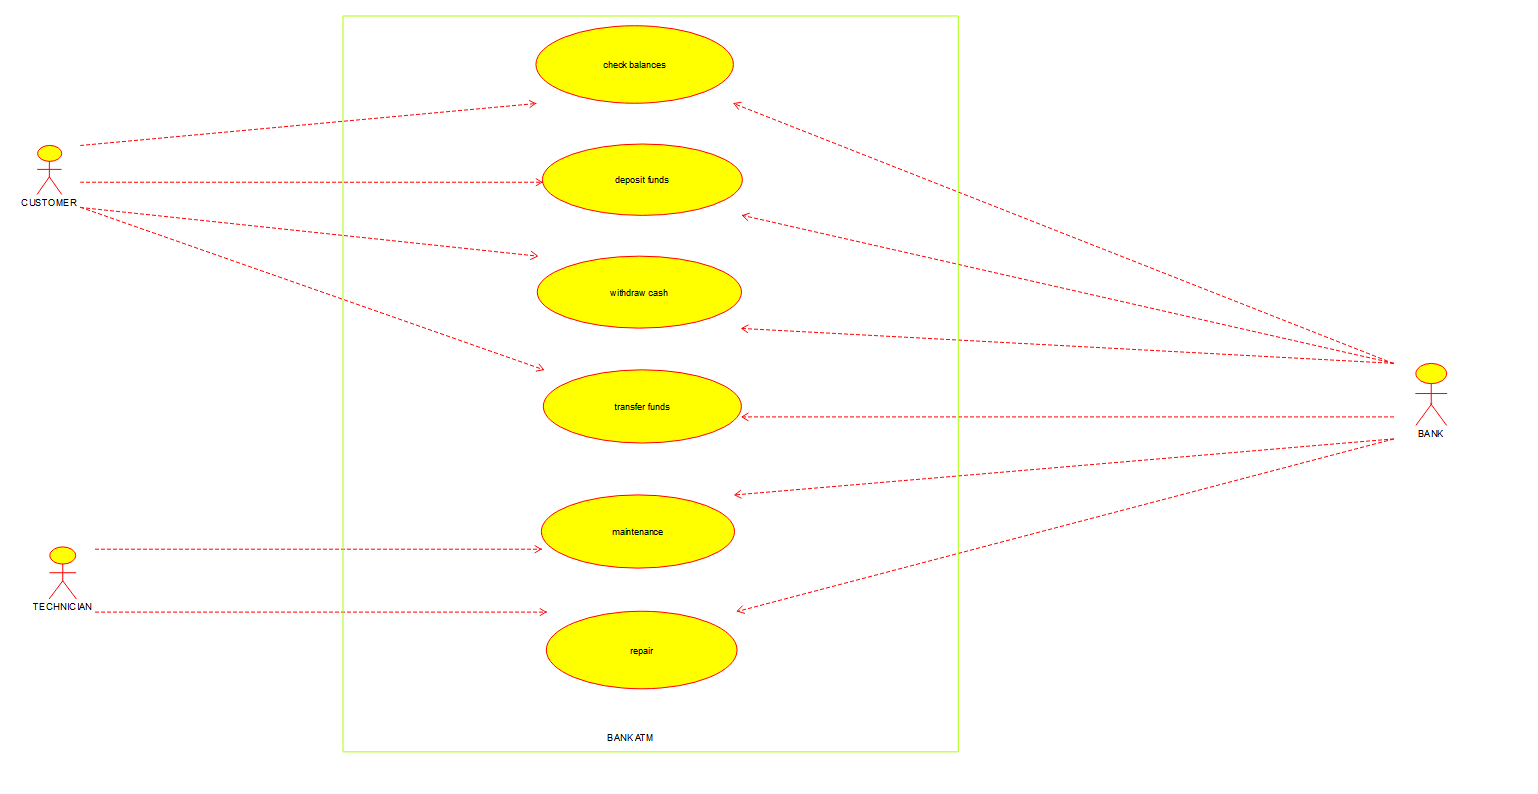 check balances
deposit funds
CUSTOMER
withdraw cash
transfer funds
BANK
maintenance
TECHNICIAN
repair
BANK ATM